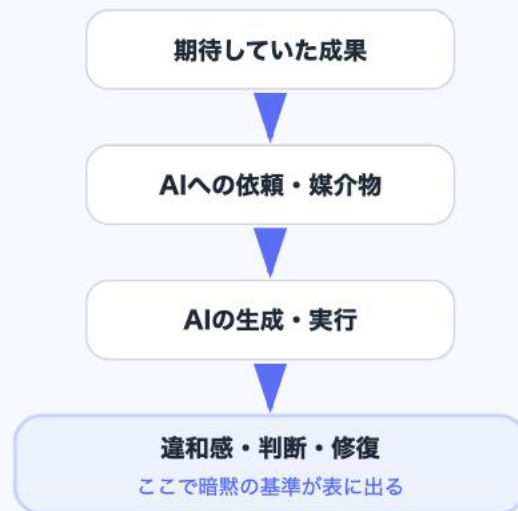 期待していた成果
AIへの依頼・媒介物
AIの生成・実行
違和感・判断・修復
ここで暗黙の基準が表に出る